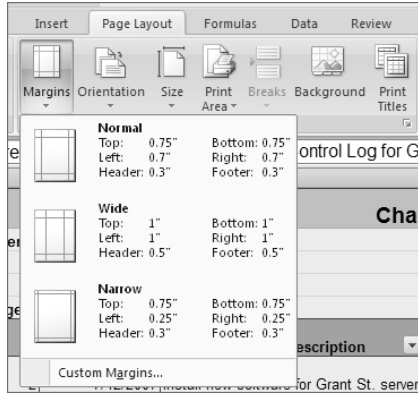 Insert Page Layout Formulas Data Review
Margins Orientation Size Print Area Breaks Background Print Titles
ontrol Log for G
Normal
Top: 0.75" Bottom: 0.75"
Left: 0.7" Right: 0.7"
Header: 0.3" Footer: 0.3"
Wide
Top: 1" Bottom: 1"
Left: 1" Right: 1"
Header: 0.5" Footer: 0.5"
Cha
Narrow
Top: 0.75" Bottom: 0.75"
Left: 0.25" Right: 0.25"
Header: 0.3" Footer: 0.3"
escription
Custom Margins...
for Grant St. server